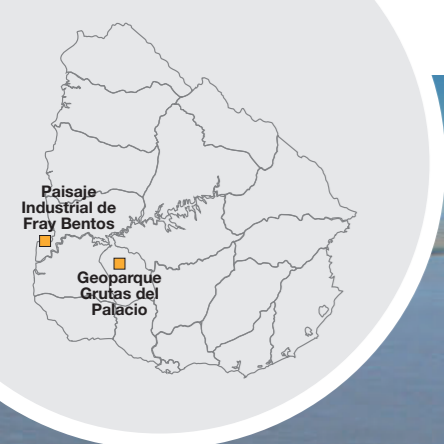 Paisaje
Industrial de
Fray Bentos
Geoparque
Grutas del
Palacio